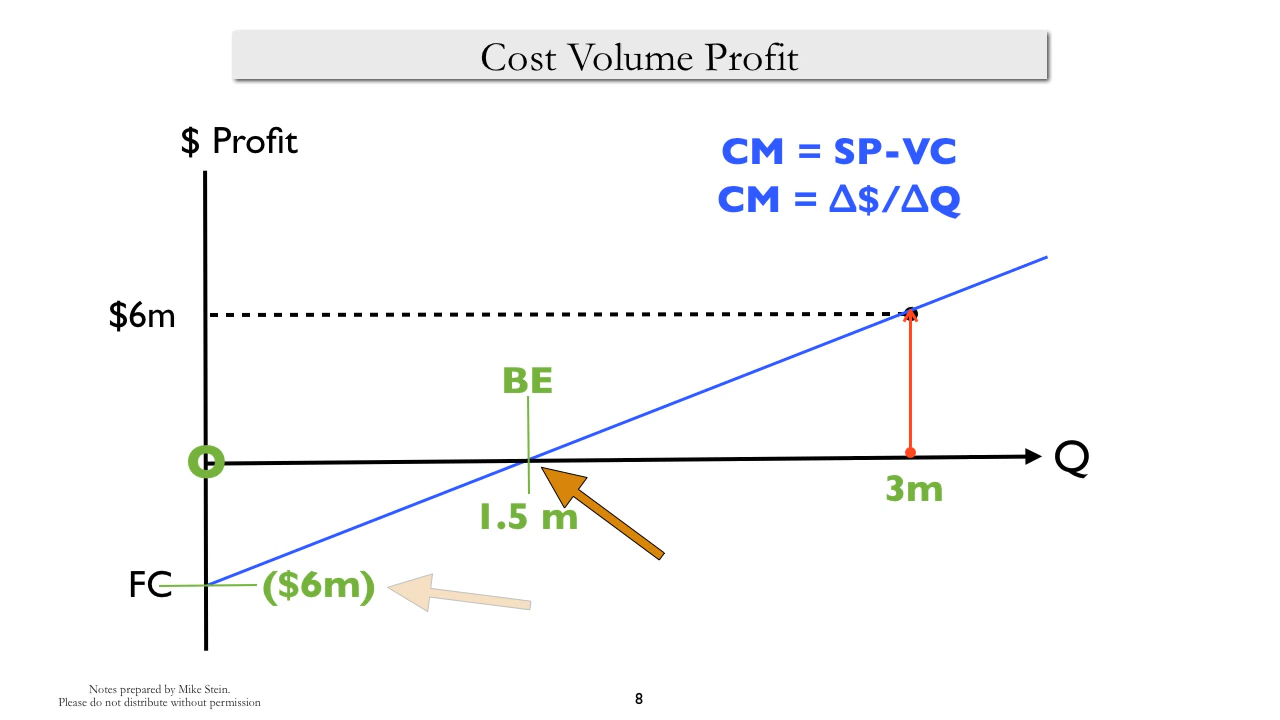 Cost Volume Profit
$ Profit
CM = SP-VC
CM = Δ$/ΔQ
$6m
BE
Q
3m
1.5 m
FC
($6m)
Notes prepared by Mike Stein.
Please do not distribute without permission
8